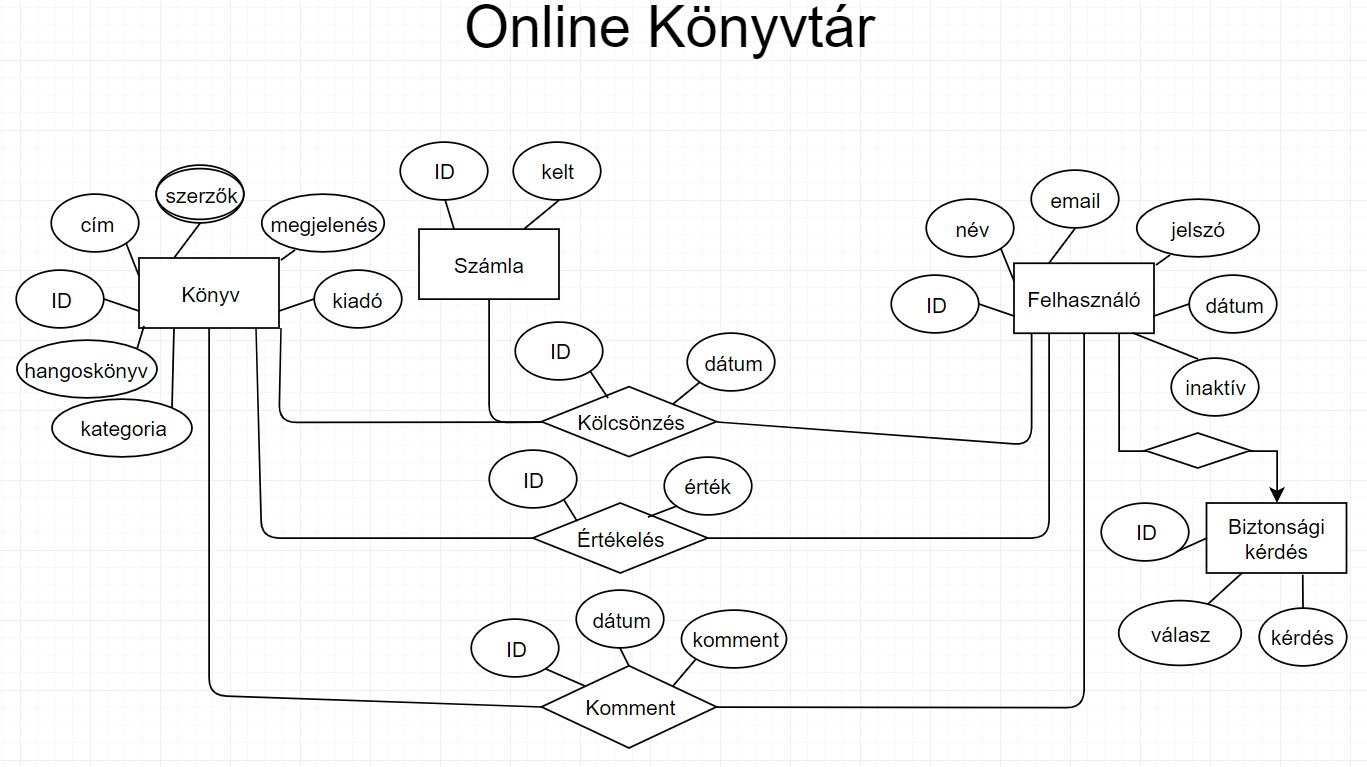 Online Könyvtár
ID
kelt
szerzők
cím
megjelenés
email
név
jelszó
Számla
Könyv
ID
kiadó
Felhasználó
ID
dátum
hangoskönyv
kategoria
ID
dátum
inaktív
Kölcsönzés
ID
érték
Értékelés
ID
Biztonsági
kérdés
válasz
kérdés
ID
dátum
komment
Komment